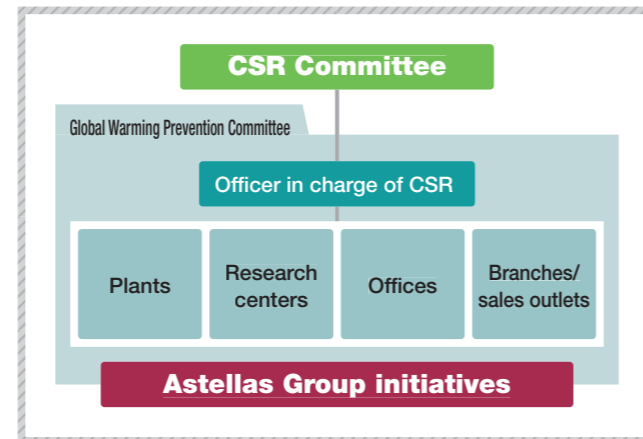 CSR Committee
Global Warming Prevention Committee
Officer in charge of CSR
Plants
Research
centers
Offices
Branches/
sales outlets
Astellas Group initiatives